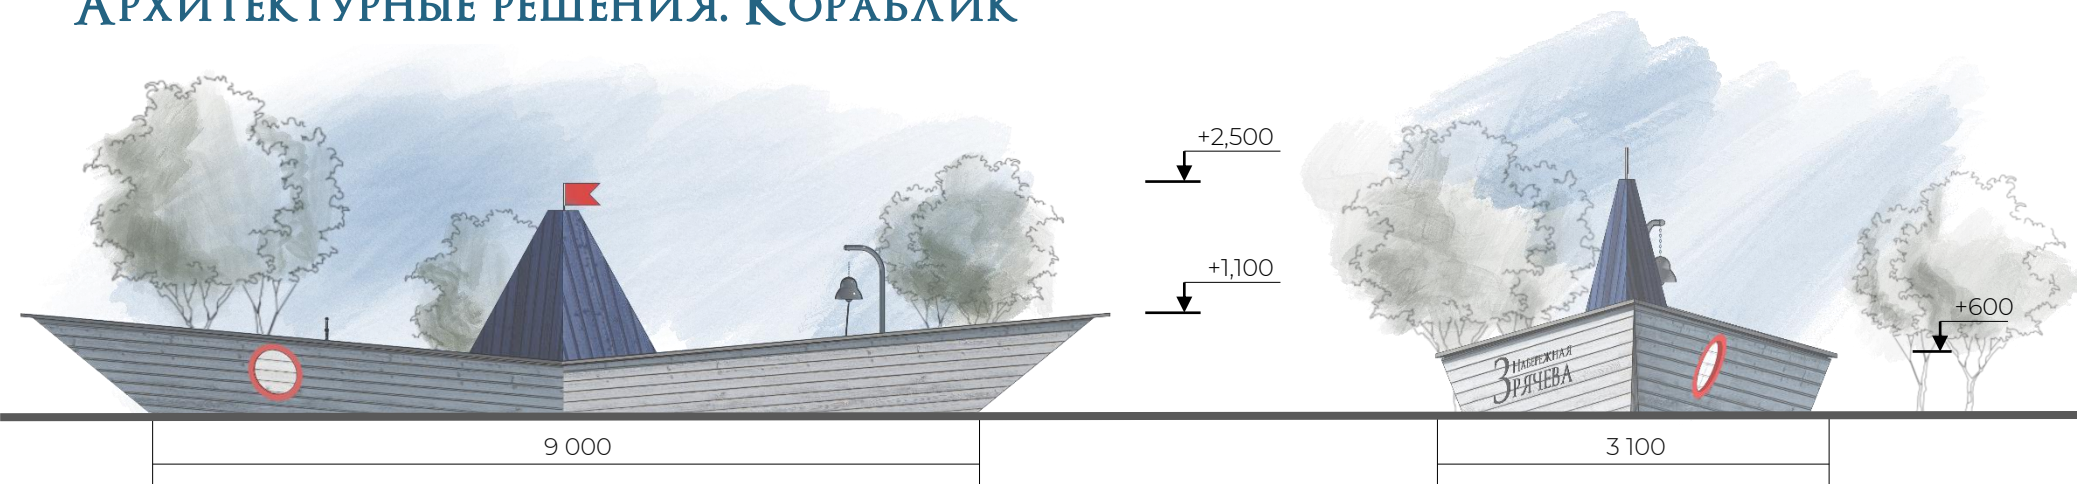 Архитектурные решения. Кораблик
+2,500
+1,100
+600
Набережная
Зрячева
9 000
3 100